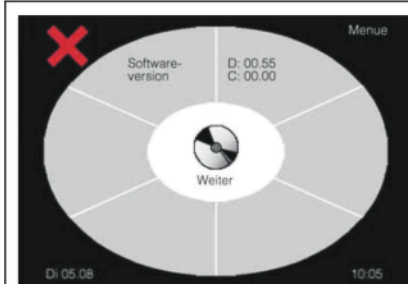 Menue
Software-
version
D: 00.55
C: 00.00
Weiter
Di 05.08
10:05